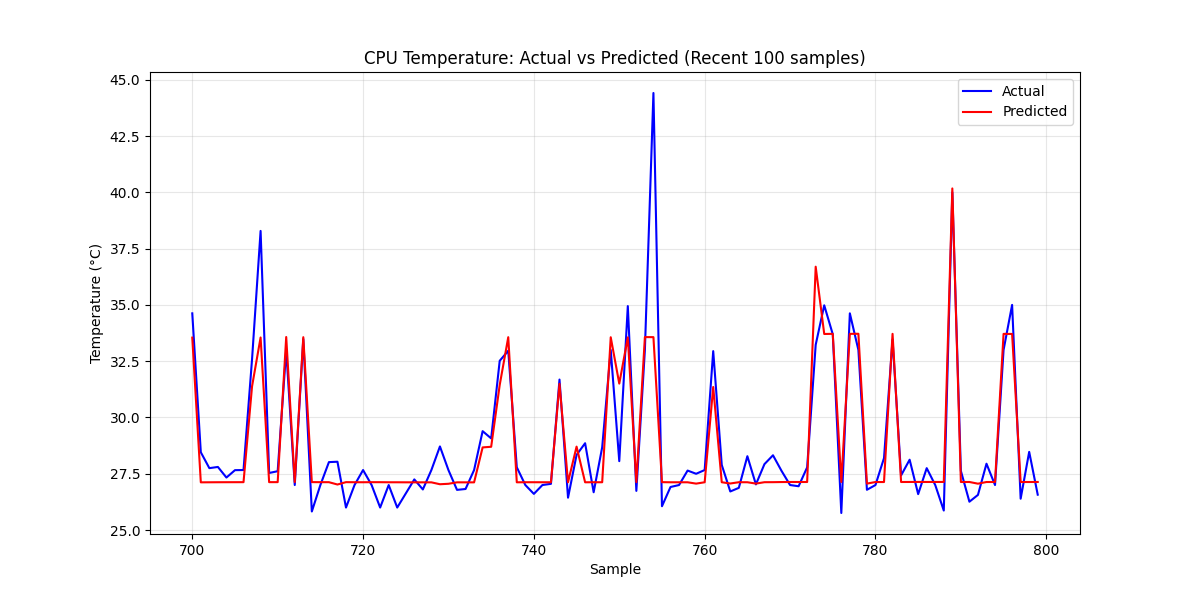 CPU Temperature: Actual vs Predicted (Recent 100 samples)
Actual
Predicted
Temperature (°C)
45.0
42.5
40.0
37.5
35.0
32.5
30.0
27.5
25.0
700 720 740 760 780 800
Sample